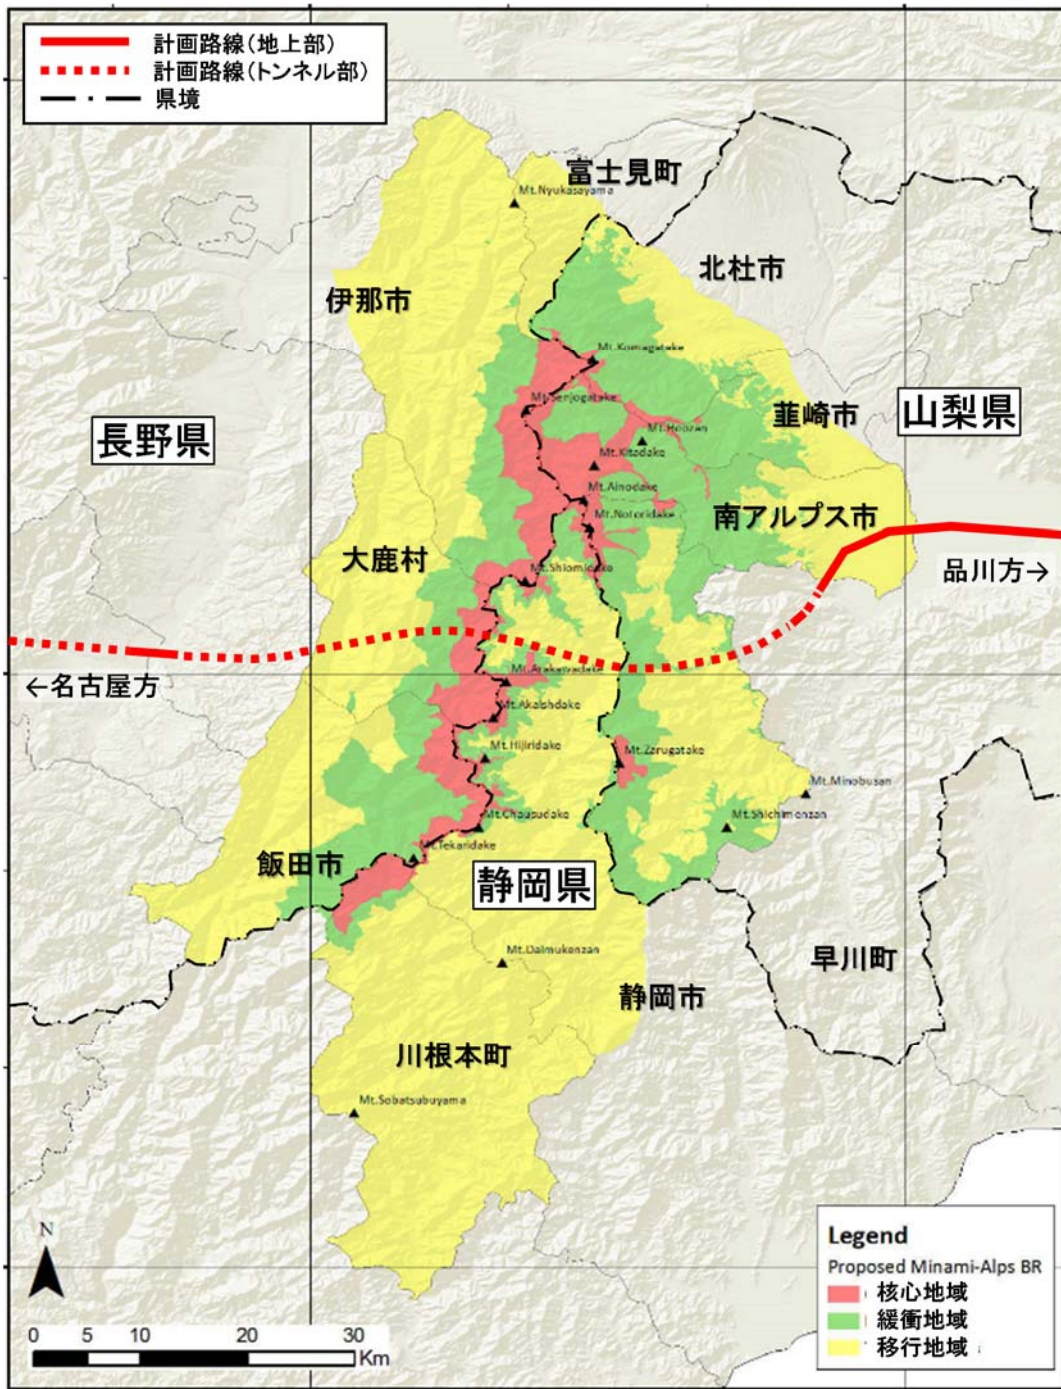 計画路線（地上部）
計画路線（トンネル部）
県境
富士見町
Mt.Nyukasayama
北杜市
伊那市
Mt.Komagatake
Mt.Senjogatake
山梨県
韮崎市
長野県
Mt.Hoozan
Mt.Kitadake
Mt.Ainodake
Mt.Notoridake
南アルプス市
大鹿村
Mt.Shiomidake
品川方→
←名古屋方
Mt.Arakawadake
Mt.Akaishdake
Mt.Hijiridake
Mt.Zarugatake
Mt.Minobusan
Mt.Chausudake
Mt.Shichimenzan
Mt.Tekaridake
飯田市
静岡県
Mt.Daimukenzan
早川町
静岡市
川根本町
Mt.Sobatsubuyama
N
0 5 10 20 30
Km
Legend
Proposed Minami-Alps BR
核心地域
緩衝地域
移行地域